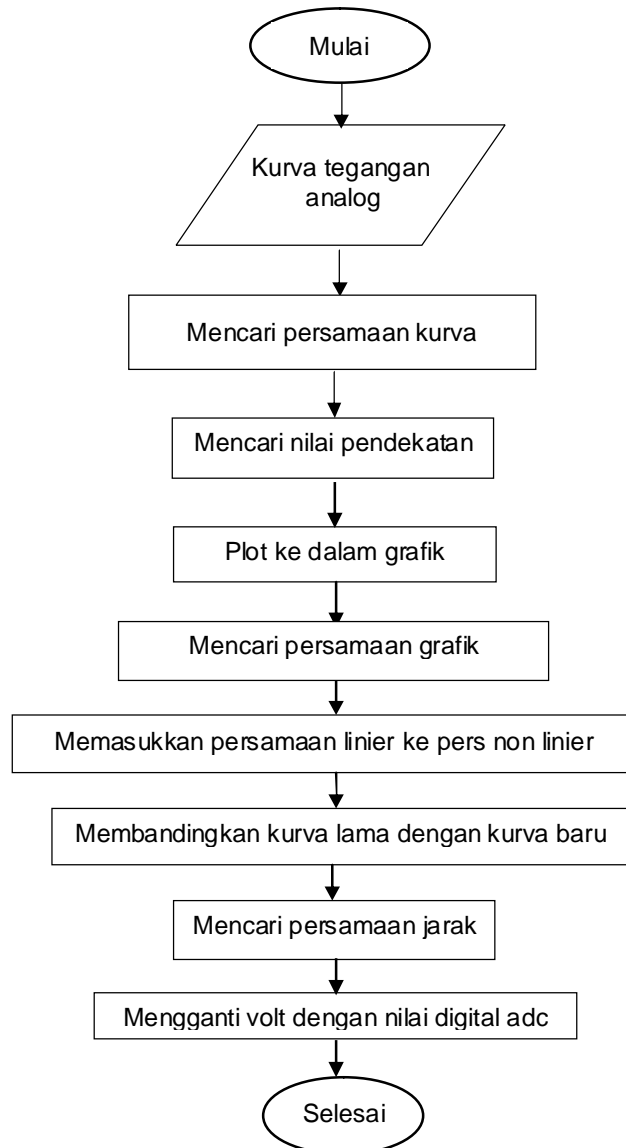 Mulai
Kurva tegangan
analog
Mencari persamaan kurva
Mencari nilai pendekatan
Plot ke dalam grafik
Mencari persamaan grafik
Memasukkan persamaan linier ke pers non linier
Membandingkan kurva lama dengan kurva baru
Mencari persamaan jarak
Mengganti volt dengan nilai digital adc
Selesai